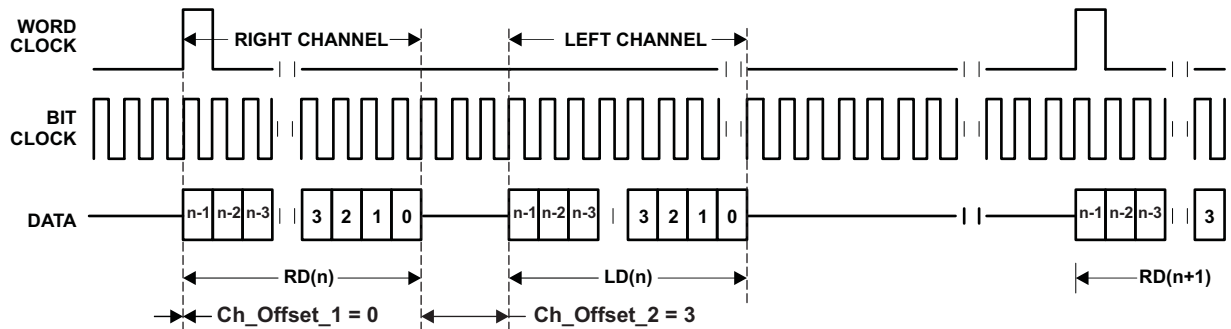 WORD
CLOCK
RIGHT CHANNEL
LEFT CHANNEL
BIT
CLOCK
DATA
n-1 n-2 n-3 3 2 1 0 n-1 n-2 n-3 3 2 1 0 n-1 n-2 n-3 3
RD(n) LD(n) RD(n+1)
Ch_Offset_1 = 0 Ch_Offset_2 = 3